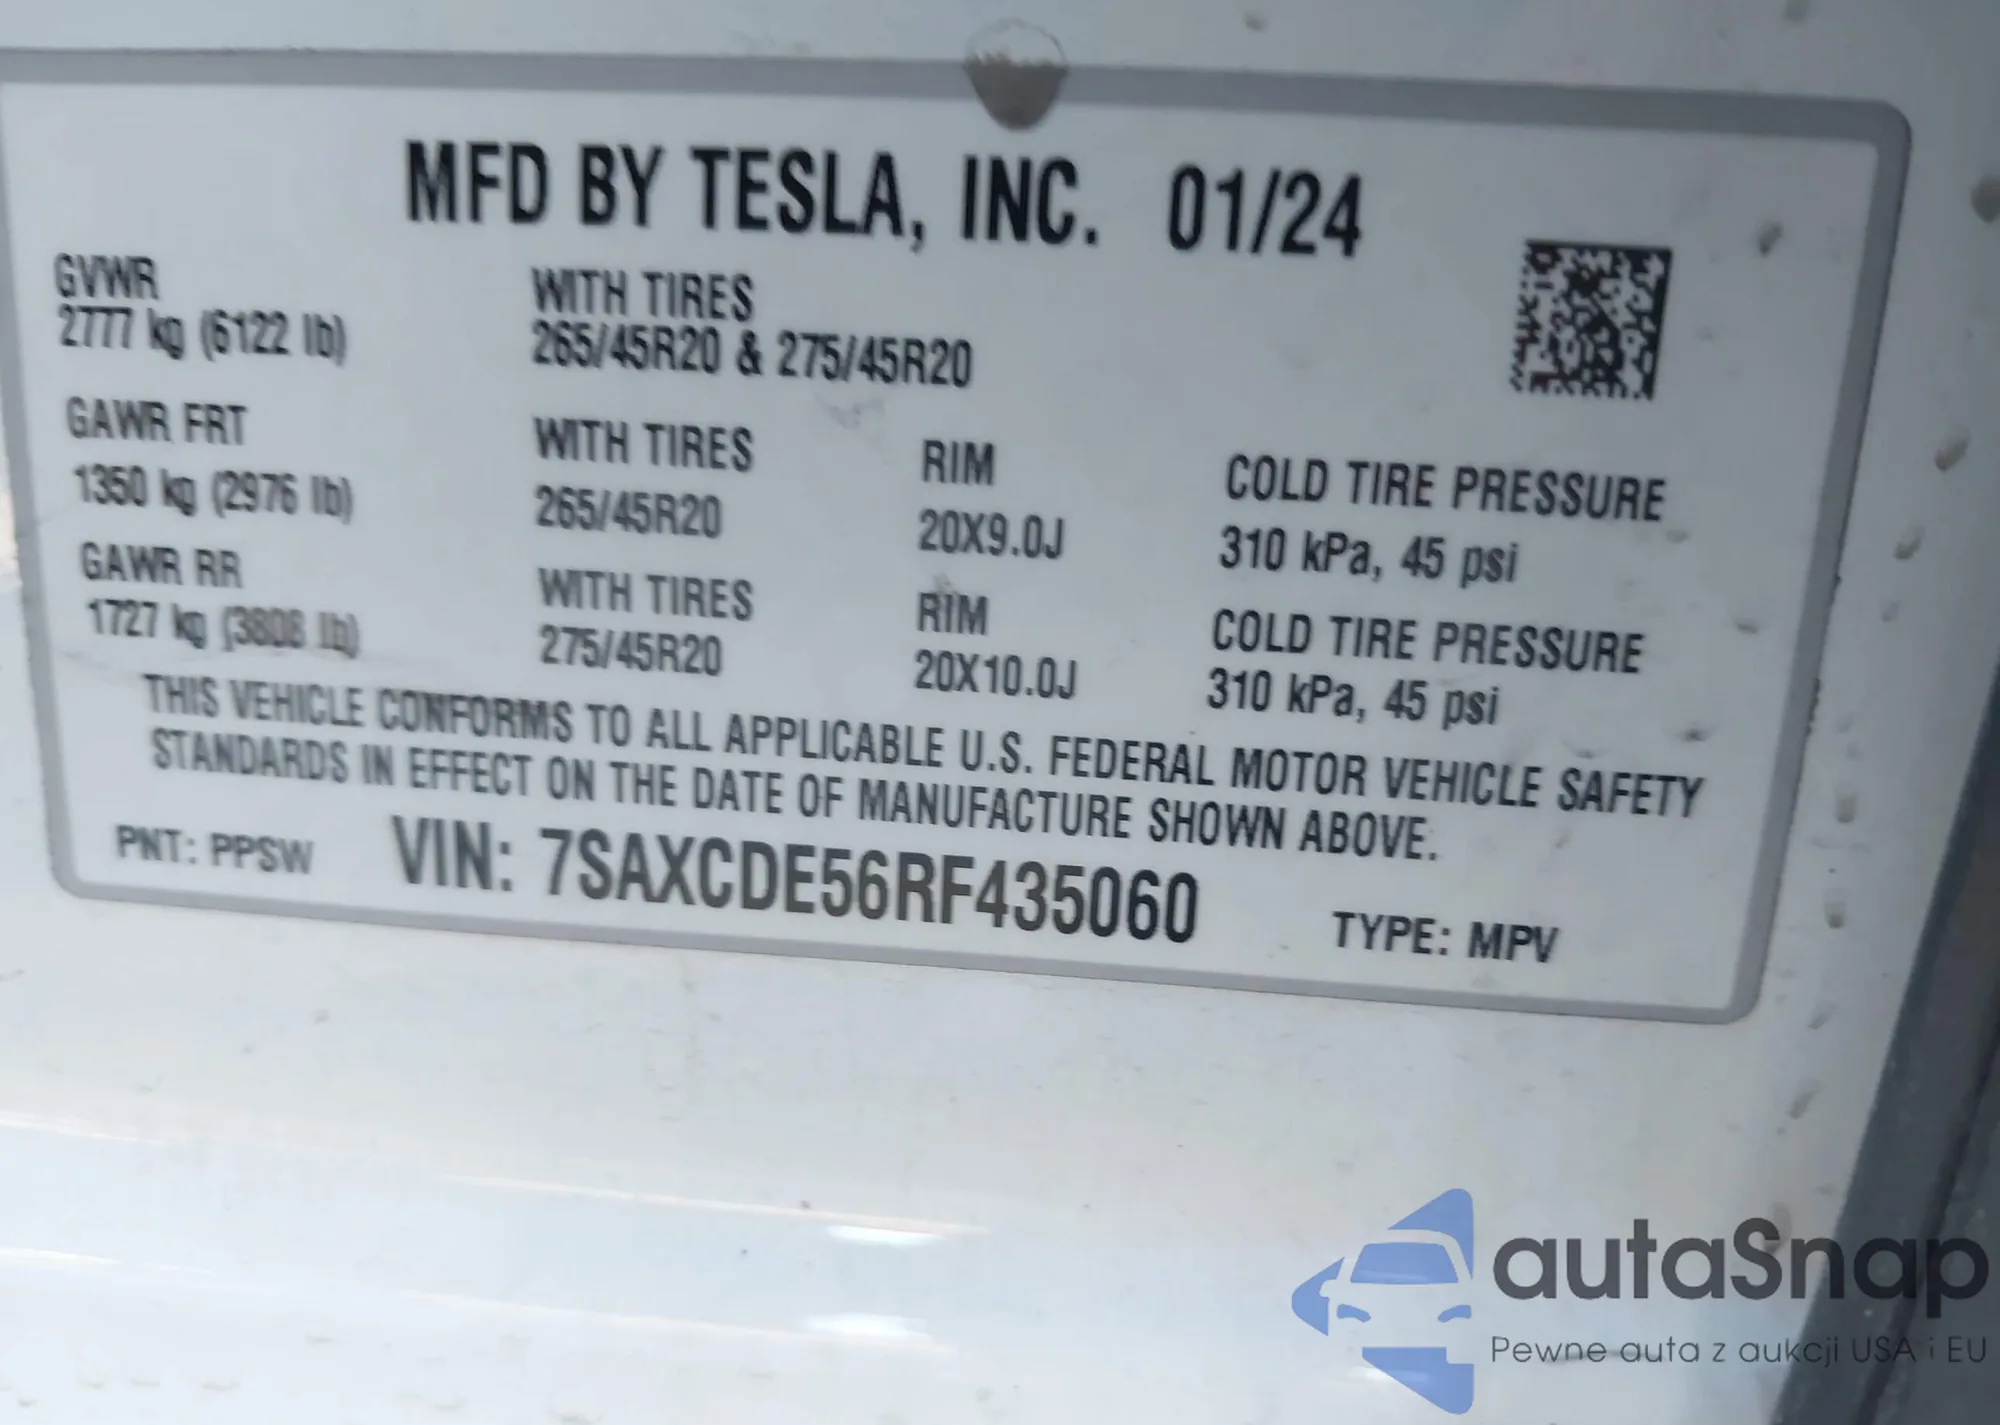 MFD BY TESLA, INC. 01/24
GVWR
2777 kg (6122 lb)
WITH TIRES
265/45R20 & 275/45R20
GAWR FRT
1350 kg (2976 lb)
WITH TIRES
265/45R20
RIM
20X9.0J
COLD TIRE PRESSURE
310 kPa, 45 psi
GAWR RR
1727 kg (3808 lb)
WITH TIRES
275/45R20
RIM
20X10.0J
COLD TIRE PRESSURE
310 kPa, 45 psi
THIS VEHICLE CONFORMS TO ALL APPLICABLE U.S. FEDERAL MOTOR VEHICLE SAFETY
STANDARDS IN EFFECT ON THE DATE OF MANUFACTURE SHOWN ABOVE.
PNT: PPSW VIN: 7SAXCDE56RF435060 TYPE: MPV
autaSnap
Pewne auta z aukcji USA i EU